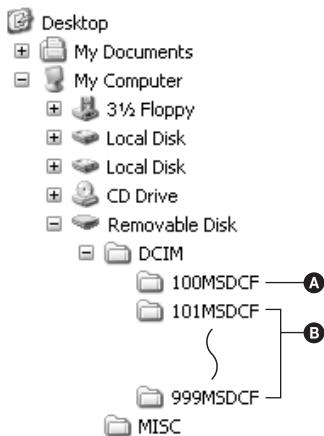 Desktop
My Documents
My Computer
3½ Floppy
Local Disk
Local Disk
CD Drive
Removable Disk
DCIM
100MSDCF A
101MSDCF
B
999MSDCF
MISC